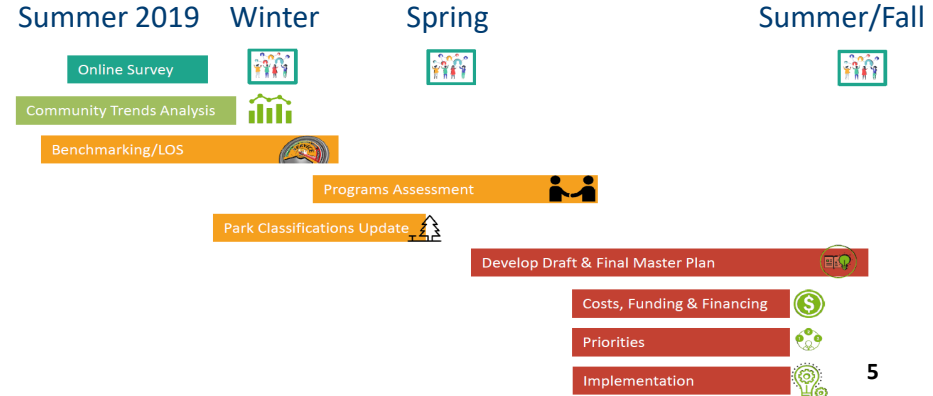 Summer 2019 Winter Spring Summer/Fall
Online Survey
Community Trends Analysis
Benchmarking/LOS
Programs Assessment
Park Classifications Update
Develop Draft & Final Master Plan
Costs, Funding & Financing
Priorities
Implementation
5